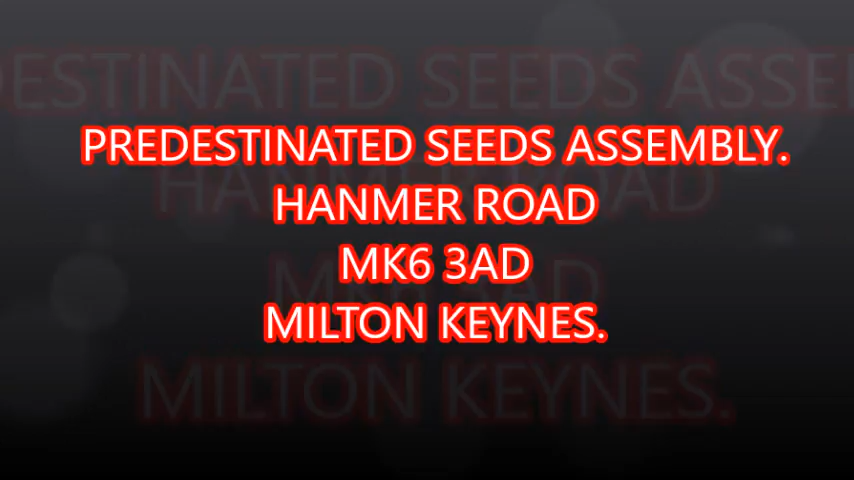 PREDESTINATED SEEDS ASSEMBLY.
HANMER ROAD
MK6 3AD
MILTON KEYNES.